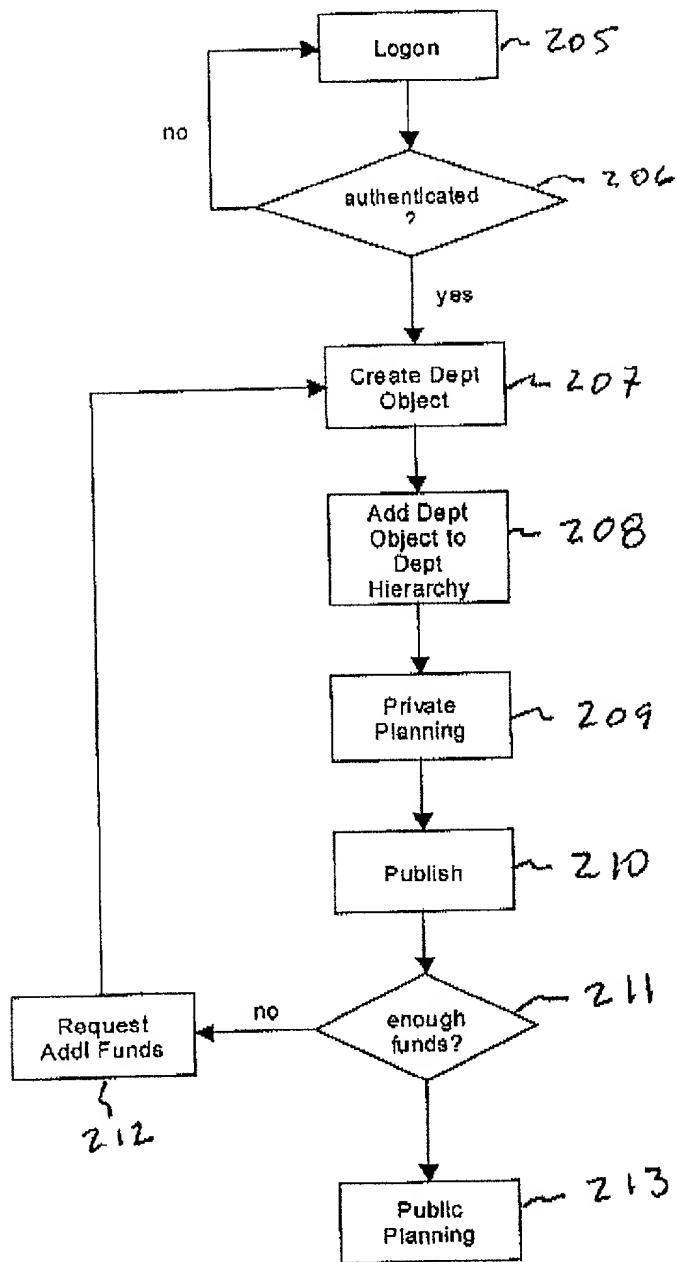 Logon
205
no
authenticated
?
206
yes
Create Dept
Object
207
Add Dept
Object to
Dept
Hierarchy
208
Private
Planning
209
Publish
210
enough
funds?
211
no
Request
Addl Funds
212
Public
Planning
213